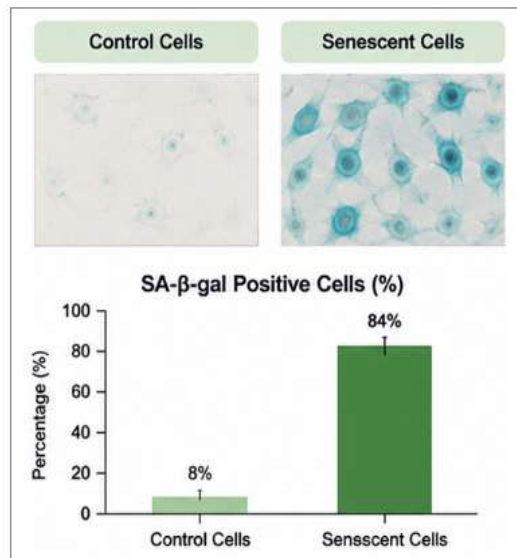 Control Cells
Senescent Cells
SA-β-gal Positive Cells (%)
Percentage (%)
100
80
60
40
20
0
8%
84%
Control Cells
Sensscent Cells